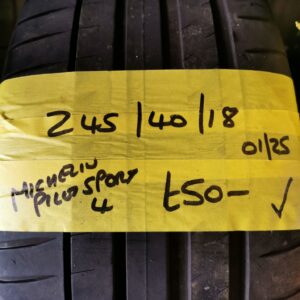 245/40/18
01/25
MICHELIN
PILOT SPORT
4
£50-✓